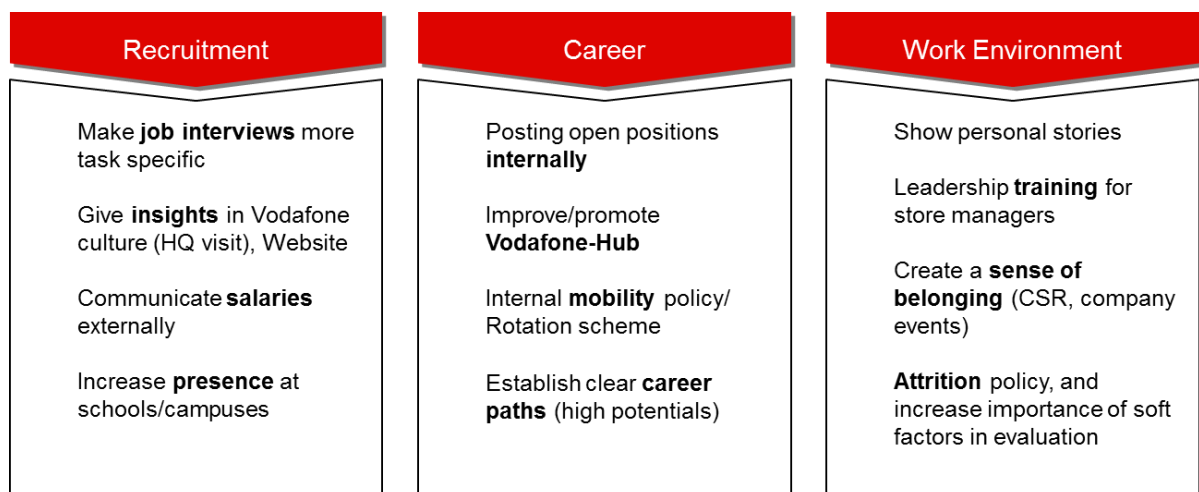 Recruitment
Make job interviews more
task specific
Give insights in Vodafone
culture (HQ visit), Website
Communicate salaries
externally
Increase presence at
schools/campuses
Career
Posting open positions
internally
Improve/promote
Vodafone-Hub
Internal mobility policy/
Rotation scheme
Establish clear career
paths (high potentials)
Work Environment
Show personal stories
Leadership training for
store managers
Create a sense of
belonging (CSR, company
events)
Attrition policy, and
increase importance of soft
factors in evaluation